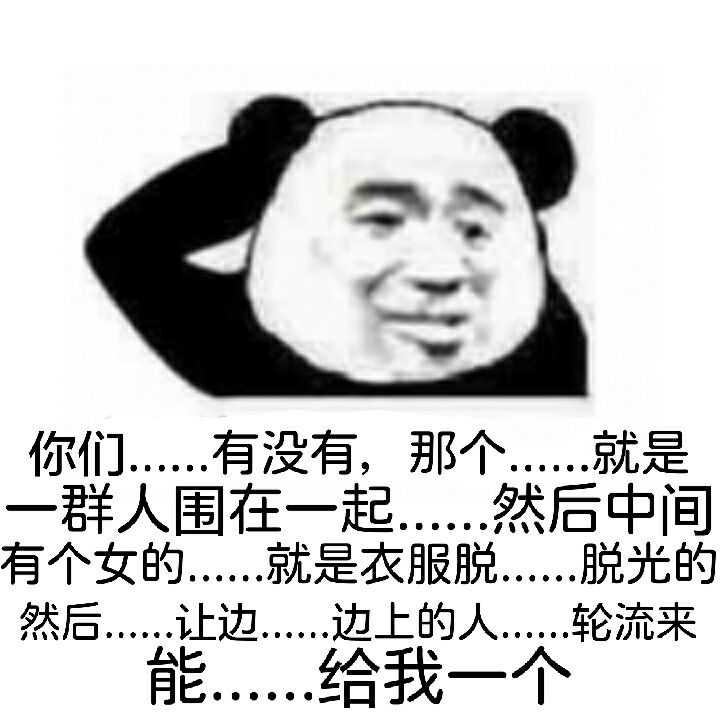 你们......有没有，那个......就是
一群人围在一起......然后中间
有个女的......就是衣服脱......脱光的
然后......让边......边上的人......轮流来
能......给我一个